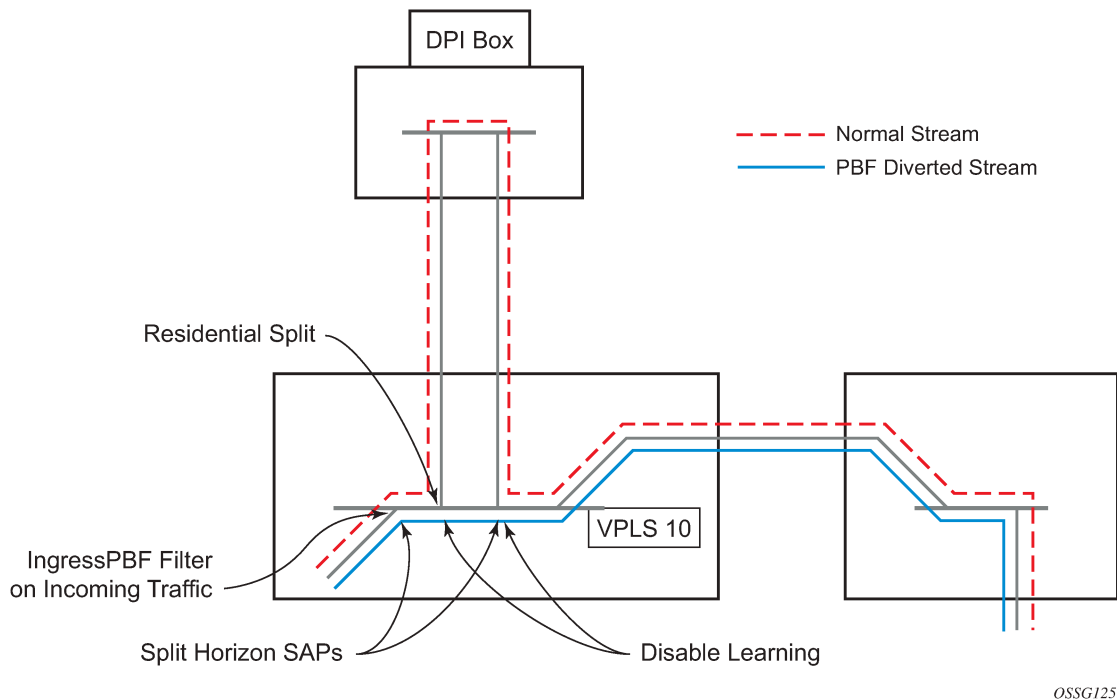 DPI Box
Normal Stream
PBF Diverted Stream
Residential Split
VPLS 10
IngressPBF Filter
on Incoming Traffic
Split Horizon SAPs
Disable Learning
OSSG125